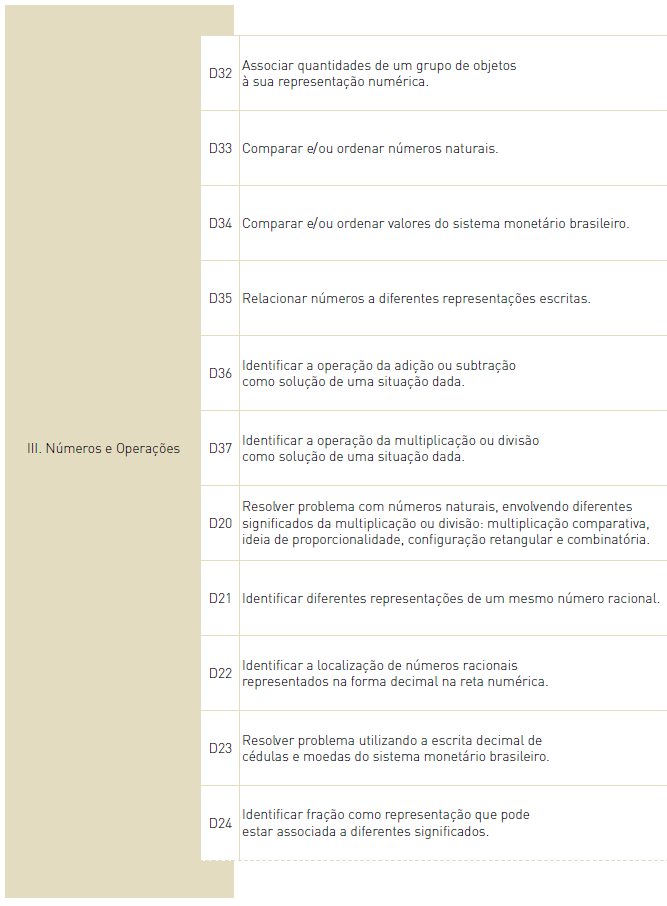 D32 Associar quantidades de um grupo de objetos
à sua representação numérica.
D33 Comparar e/ou ordenar números naturais.
D34 Comparar e/ou ordenar valores do sistema monetário brasileiro.
D35 Relacionar números a diferentes representações escritas.
D36 Identificar a operação da adição ou subtração
como solução de uma situação dada.
III. Números e Operações
D37 Identificar a operação da multiplicação ou divisão
como solução de uma situação dada.
D20 Resolver problema com números naturais, envolvendo diferentes
significados da multiplicação ou divisão: multiplicação comparativa,
ideia de proporcionalidade, configuração retangular e combinatória.
D21 Identificar diferentes representações de um mesmo número racional.
D22 Identificar a localização de números racionais
representados na forma decimal na reta numérica.
D23 Resolver problema utilizando a escrita decimal de
cédulas e moedas do sistema monetário brasileiro.
D24 Identificar fração como representação que pode
estar associada a diferentes significados.